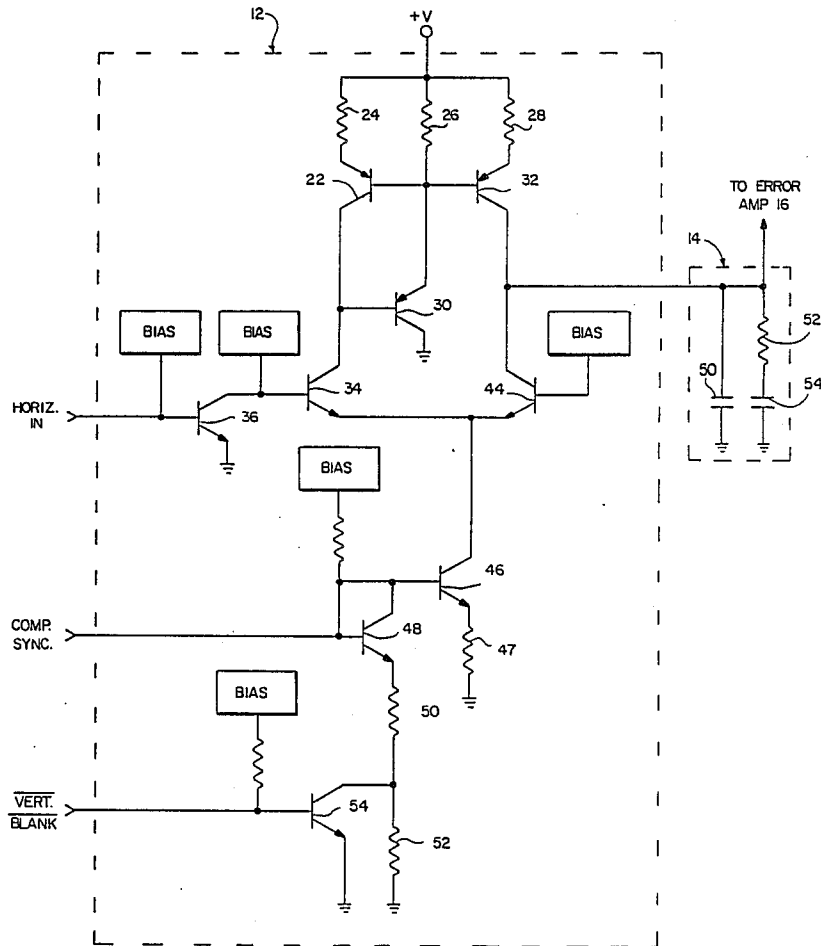 12
+V
24
26
28
22
32
TO ERROR
AMP 16
14
30
BIAS
BIAS
BIAS
52
50
54
34
44
HORIZ.
IN
36
BIAS
46
COMP.
SYNC.
48
47
BIAS
50
VERT.
BLANK
54
52